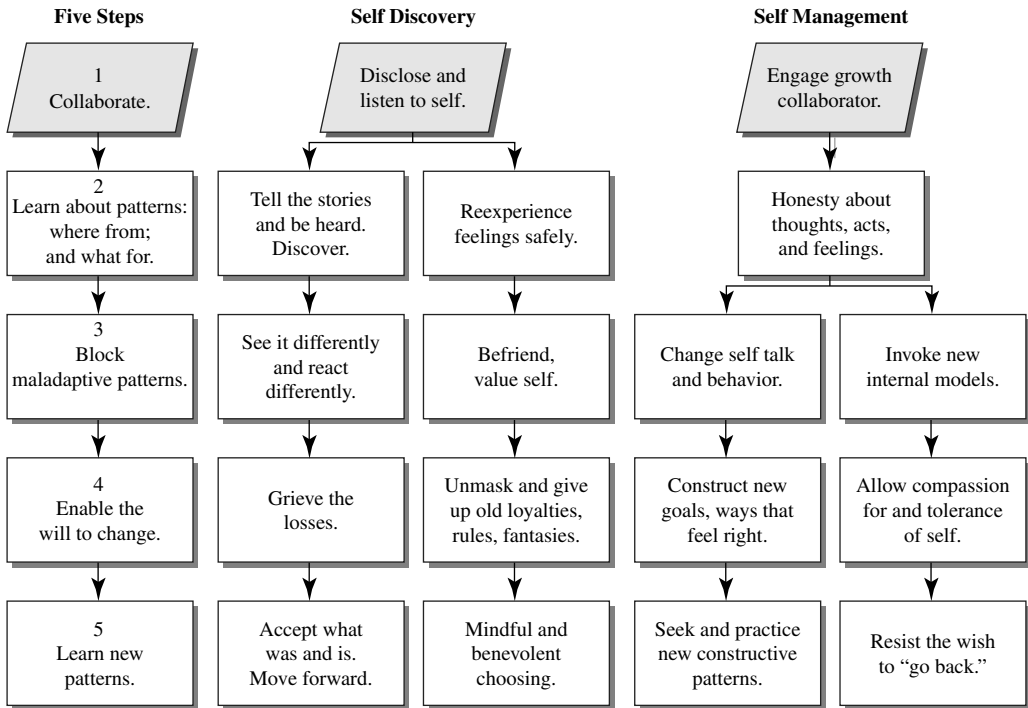 Five Steps
Self Discovery
Self Management
1
Collaborate.
Disclose and
listen to self.
Engage growth
collaborator.
2
Learn about patterns:
where from;
and what for.
Tell the stories
and be heard.
Discover.
Reexperience
feelings safely.
Honesty about
thoughts, acts,
and feelings.
3
Block
maladaptive patterns.
See it differently
and react
differently.
Befriend,
value self.
Change self talk
and behavior.
Invoke new
internal models.
4
Enable the
will to change.
Grieve the
losses.
Unmask and give
up old loyalties,
rules, fantasies.
Construct new
goals, ways that
feel right.
Allow compassion
for and tolerance
of self.
5
Learn new
patterns.
Accept what
was and is.
Move forward.
Mindful and
benevolent
choosing.
Seek and practice
new constructive
patterns.
Resist the wish
to “go back.”